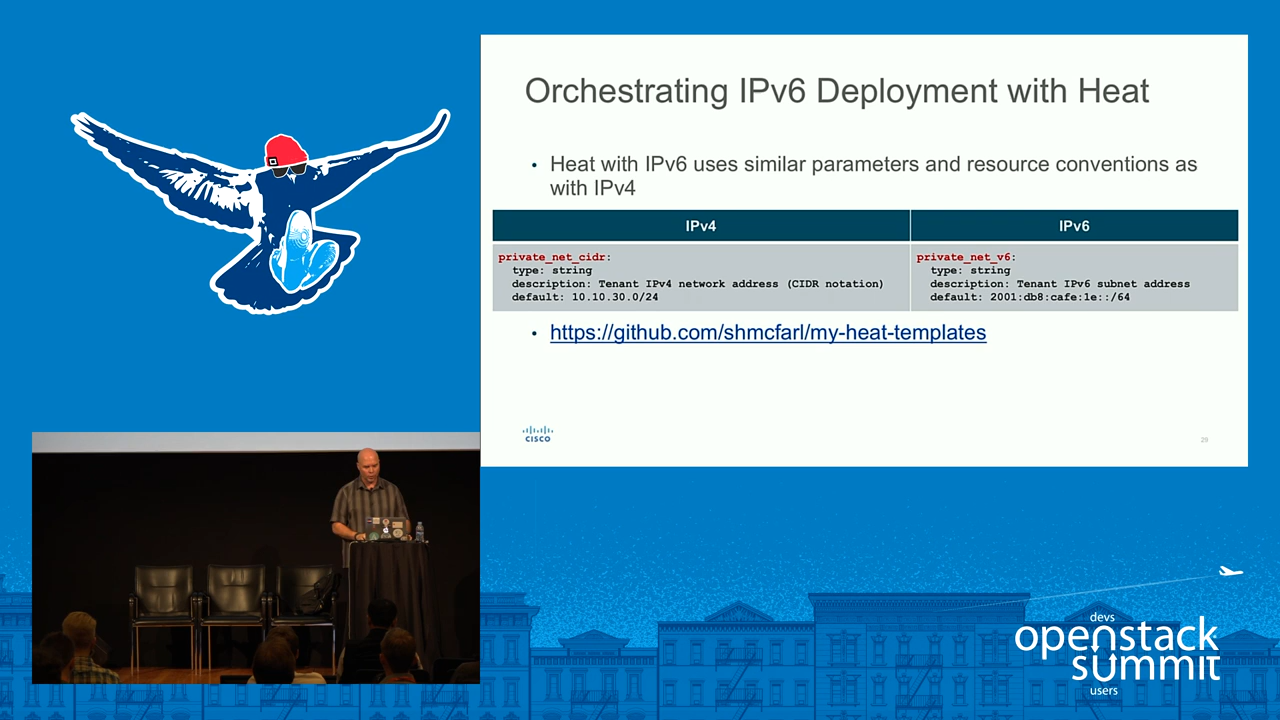 Orchestrating IPv6 Deployment with Heat
• Heat with IPv6 uses similar parameters and resource conventions as
with IPv4
IPv4
IPv6
private_net_cidr:
type: string
description: Tenant IPv4 network address (CIDR notation)
default: 10.10.30.0/24
private_net_v6:
type: string
description: Tenant IPv6 subnet address
default: 2001:db8:cafe:1e::/64
• https://github.com/shmcfarl/my-heat-templates
CISCO
29
devs
openstack
summit
users